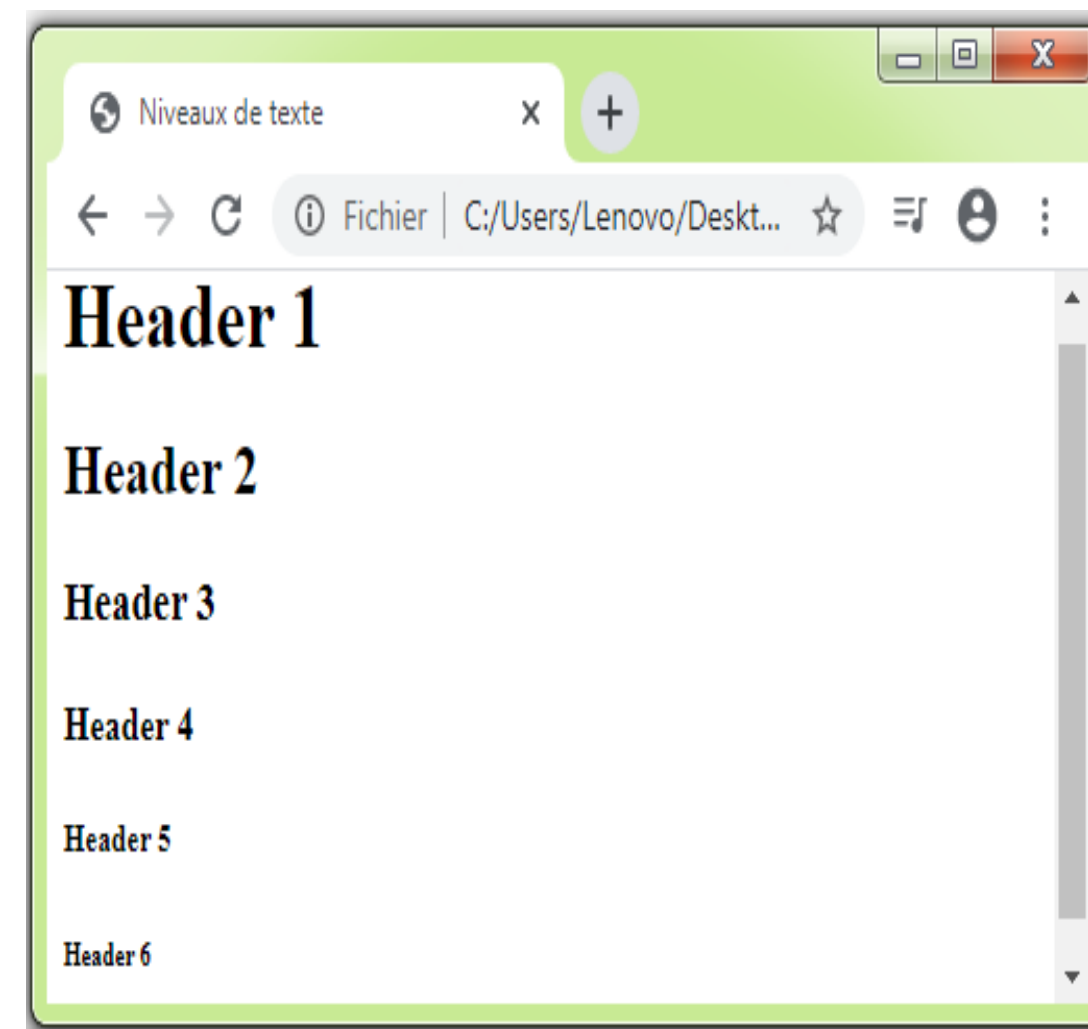 Niveaux de texte
Fichier | C:/Users/Lenovo/Deskt...
Header 1
Header 2
Header 3
Header 4
Header 5
Header 6